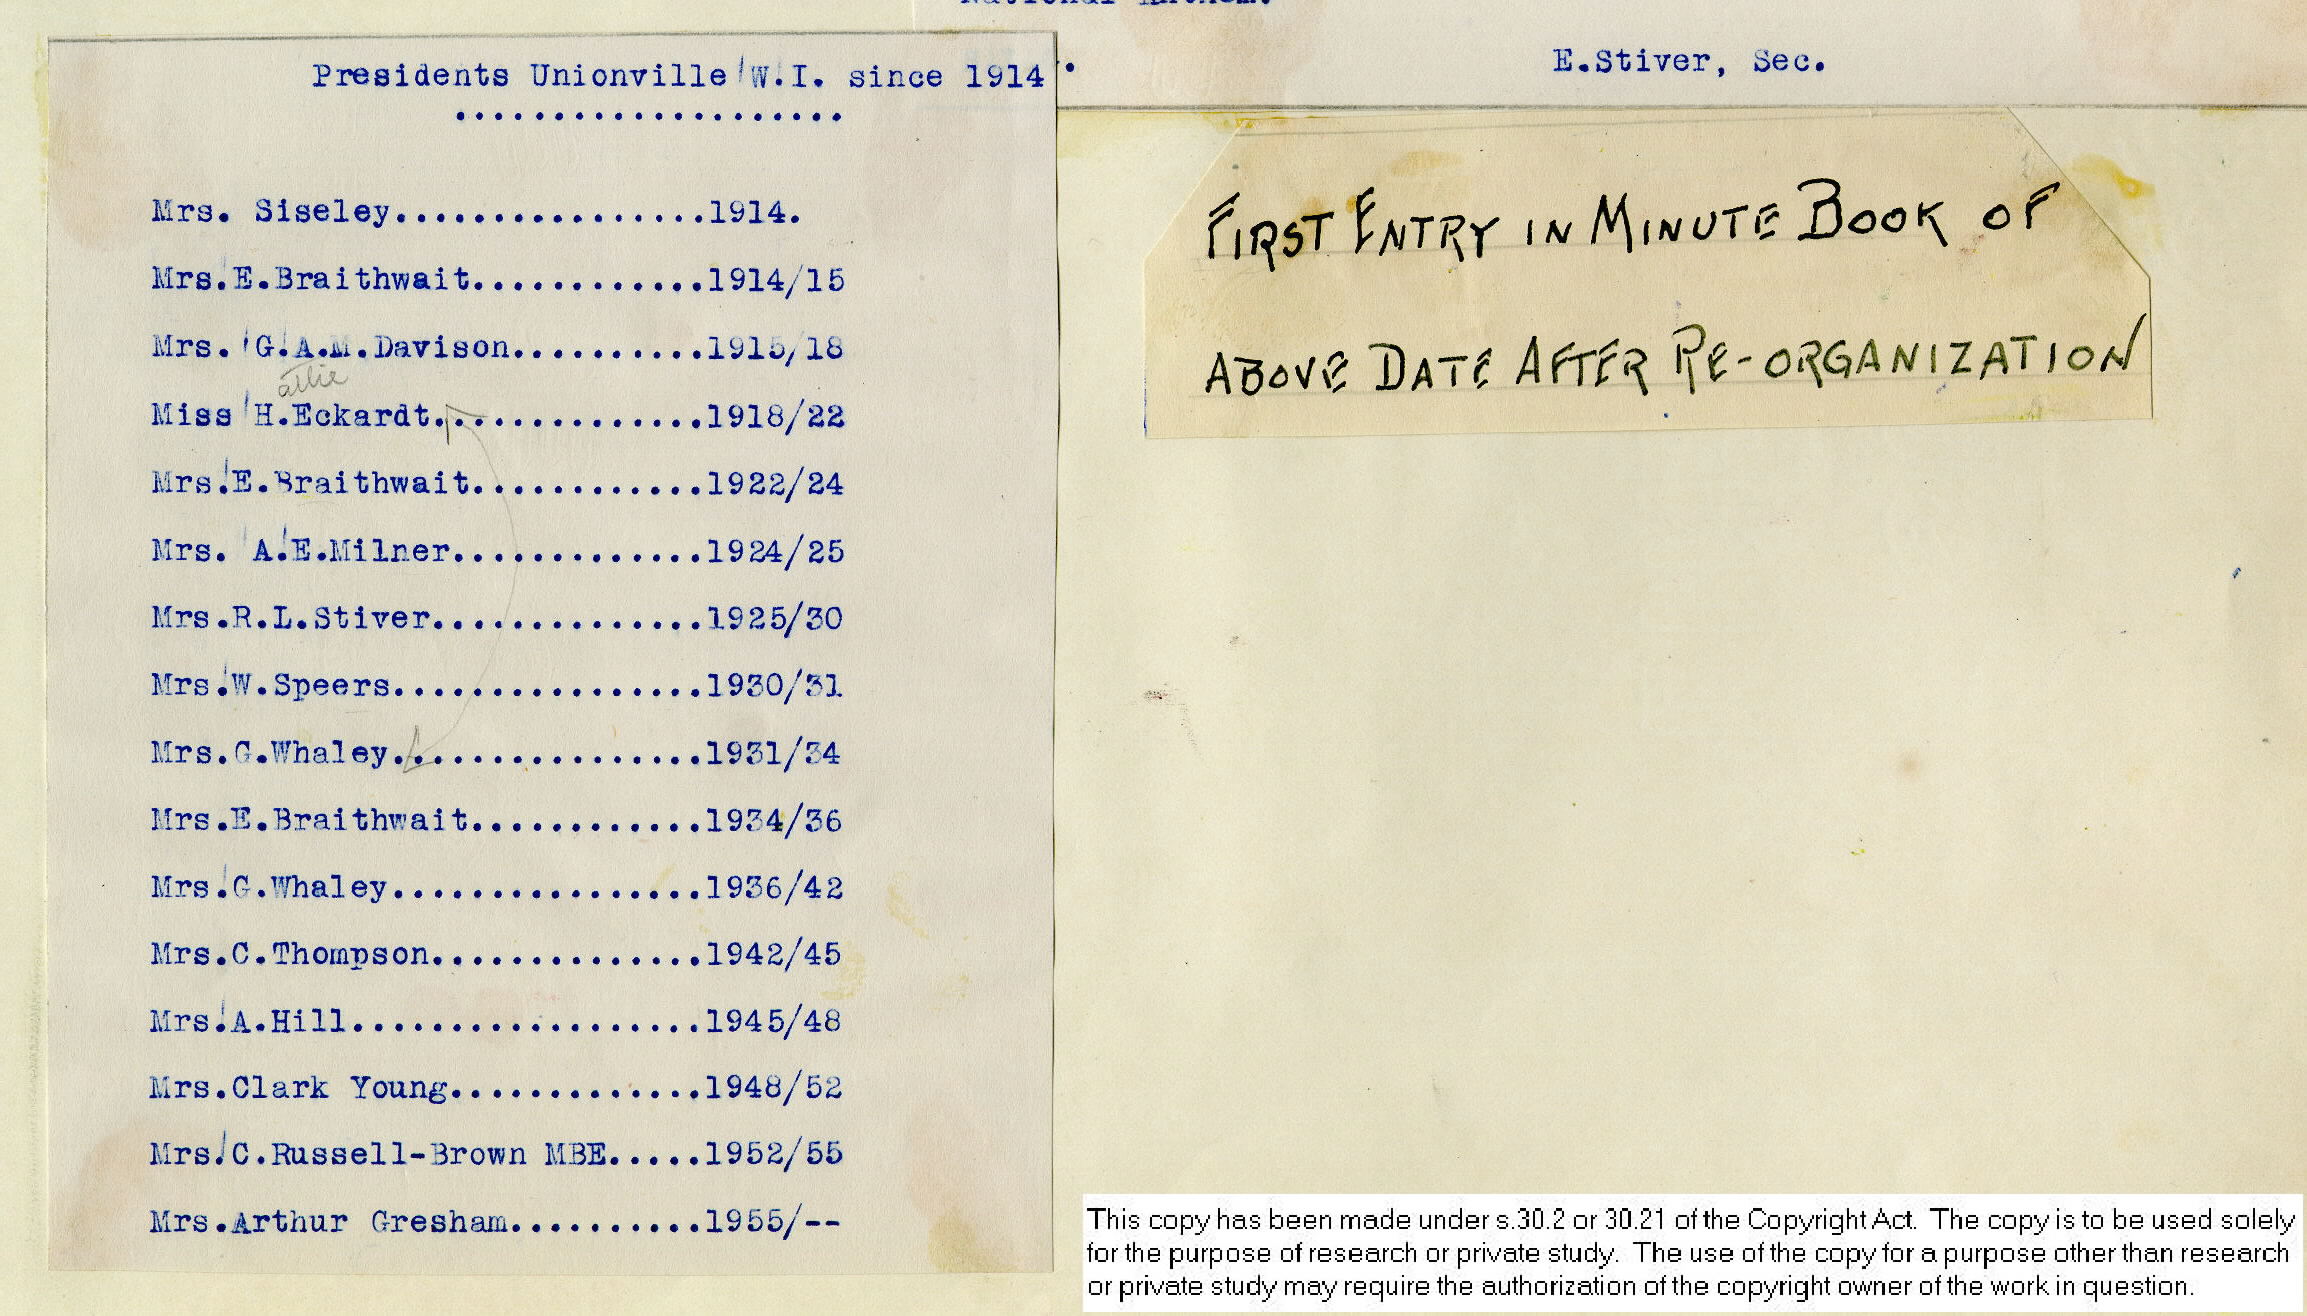 National Anthem.
E.Stiver, Sec.
Presidents Unionville W.I. since 1914.
....................
Mrs. Siseley................1914.
Mrs.E.Braithwait............1914/15
Mrs. G.A.M.Davison..........1915/18
attie
Miss H.Eckardt..............1918/22
Mrs.E.Braithwait............1922/24
Mrs. A.E.Milner.............1924/25
Mrs.R.L.Stiver..............1925/30
Mrs.W.Speers................1930/31
Mrs.G.Whaley................1931/34
Mrs.E.Braithwait............1934/36
Mrs.G.Whaley................1936/42
Mrs.C.Thompson..............1942/45
Mrs.A.Hill..................1945/48
Mrs.Clark Young.............1948/52
Mrs.C.Russell-Brown MBE.....1952/55
Mrs.Arthur Gresham..........1955/--
FIRST ENTRY IN MINUTE BOOK OF
ABOVE DATE AFTER RE-ORGANIZATION
This copy has been made under s.30.2 or 30.21 of the Copyright Act. The copy is to be used solely
for the purpose of research or private study. The use of the copy for a purpose other than research
or private study may require the authorization of the copyright owner of the work in question.